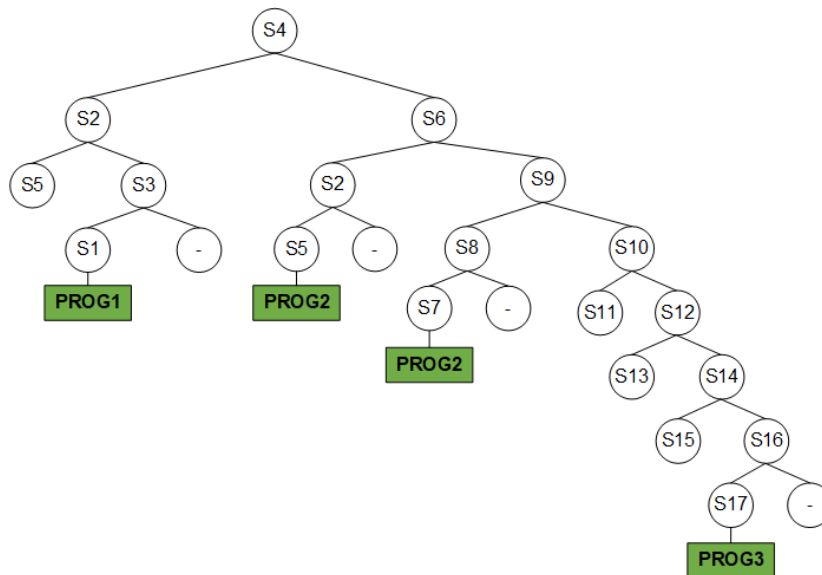 S4
S2
S6
S5
S3
S2
S9
S1
-
S5
-
S8
S10
PROG1
PROG2
S7
-
S11
S12
PROG2
S13
S14
S15
S16
S17
-
PROG3